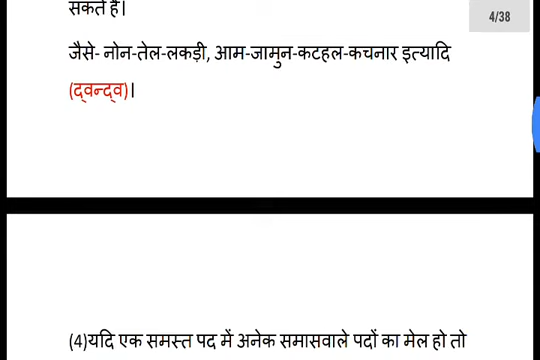 सकते हैं।
4/38
जैसे- नोन-तेल-लकड़ी, आम-जामुन-कटहल-कचनार इत्यादि
(द्वन्द्व)।
(4)यदि एक समस्त पद में अनेक समासवाले पदों का मेल हो तो